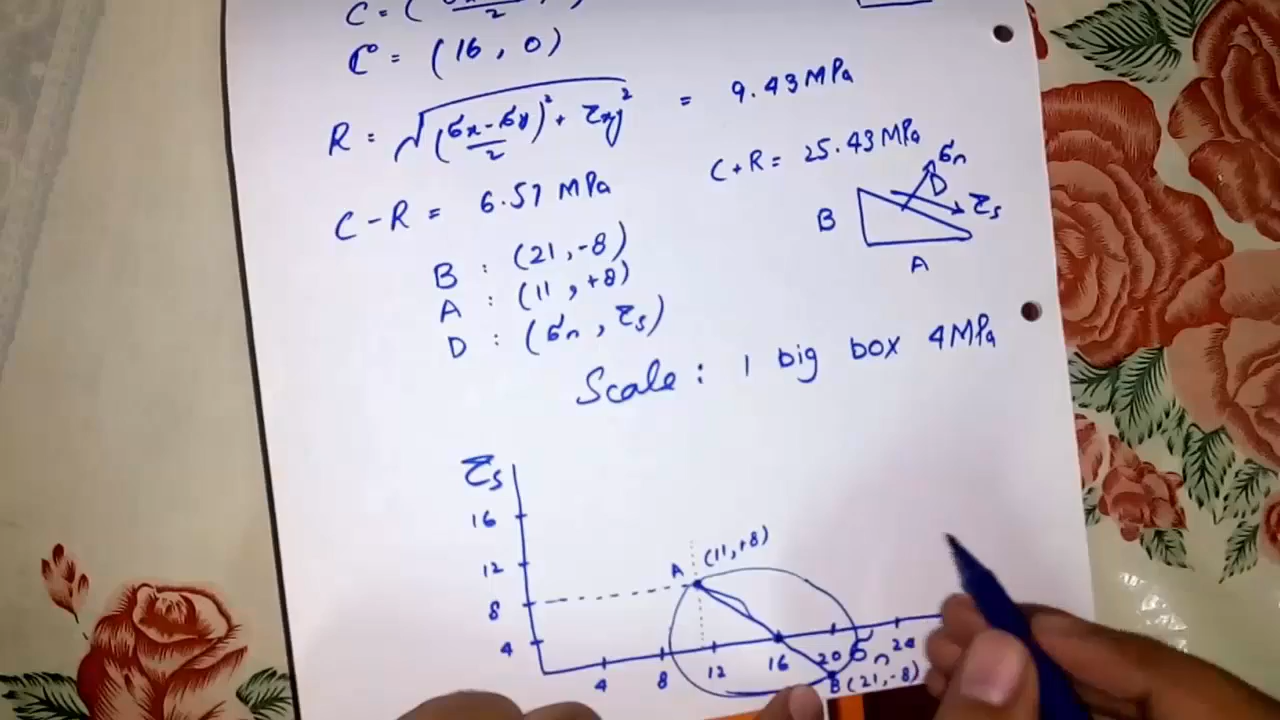 C = (
2
C = (16, 0)
R = √((σx-σy)/2)² + τxy² = 9.43 MPa
C - R = 6.57 MPa
C + R = 25.43 MPa
σn
D
τs
B
A
B : (21, -8)
A : (11, +8)
D : (σn, τs)
Scale: 1 big box 4MPa
τs
16
12
8
4
A (11, +8)
4 8 12 16 20 σn 24
B (21, -8)